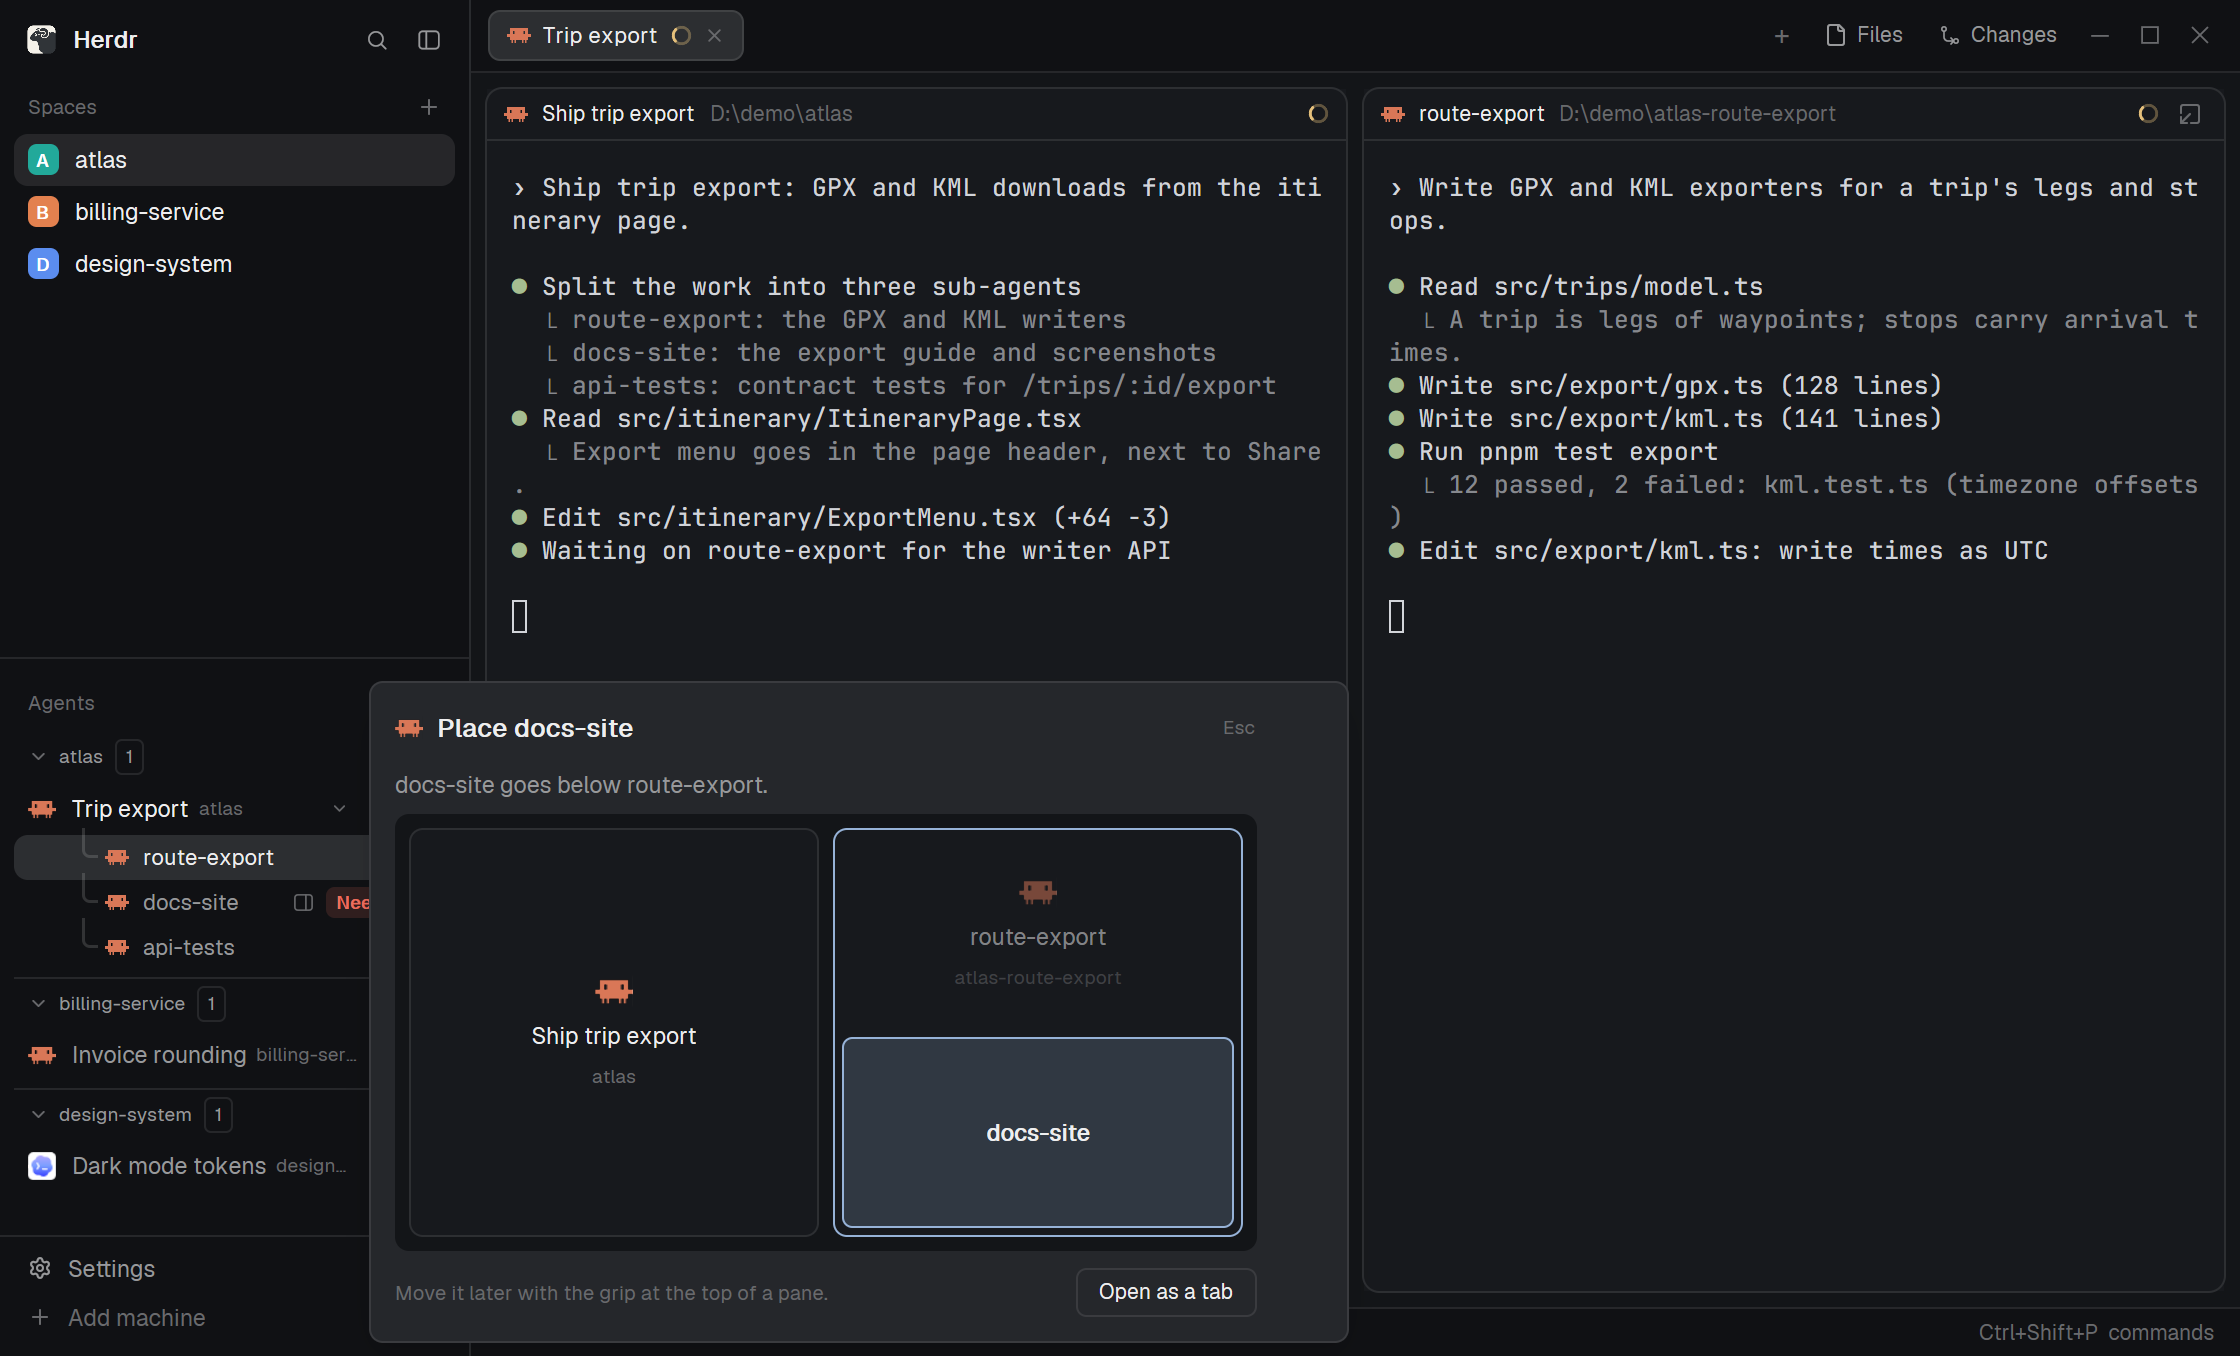 Herdr
Spaces
A atlas
B billing-service
D design-system
Agents
atlas 1
Trip export atlas
route-export
docs-site Nee
api-tests
billing-service 1
Invoice rounding billing-ser...
design-system 1
Dark mode tokens design...
Settings
Add machine
Trip export
Files
Changes
Ship trip export D:\demo\atlas
› Ship trip export: GPX and KML downloads from the iti
nerary page.
● Split the work into three sub-agents
└ route-export: the GPX and KML writers
└ docs-site: the export guide and screenshots
└ api-tests: contract tests for /trips/:id/export
● Read src/itinerary/ItineraryPage.tsx
└ Export menu goes in the page header, next to Share
.
● Edit src/itinerary/ExportMenu.tsx (+64 -3)
● Waiting on route-export for the writer API
route-export D:\demo\atlas-route-export
› Write GPX and KML exporters for a trip's legs and st
ops.
● Read src/trips/model.ts
└ A trip is legs of waypoints; stops carry arrival t
imes.
● Write src/export/gpx.ts (128 lines)
● Write src/export/kml.ts (141 lines)
● Run pnpm test export
└ 12 passed, 2 failed: kml.test.ts (timezone offsets
)
● Edit src/export/kml.ts: write times as UTC
Place docs-site
Esc
docs-site goes below route-export.
Ship trip export
atlas
route-export
atlas-route-export
docs-site
Move it later with the grip at the top of a pane.
Open as a tab
Ctrl+Shift+P commands